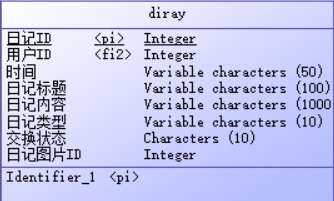 diray
日记ID <pi> Integer
用户ID <fi2> Integer
时间 Variable characters (50)
日记标题 Variable characters (100)
日记内容 Variable characters (1000
日记类型 Variable characters (10)
交换状态 Characters (10)
日记图片ID Integer
Identifier_1 <pi>